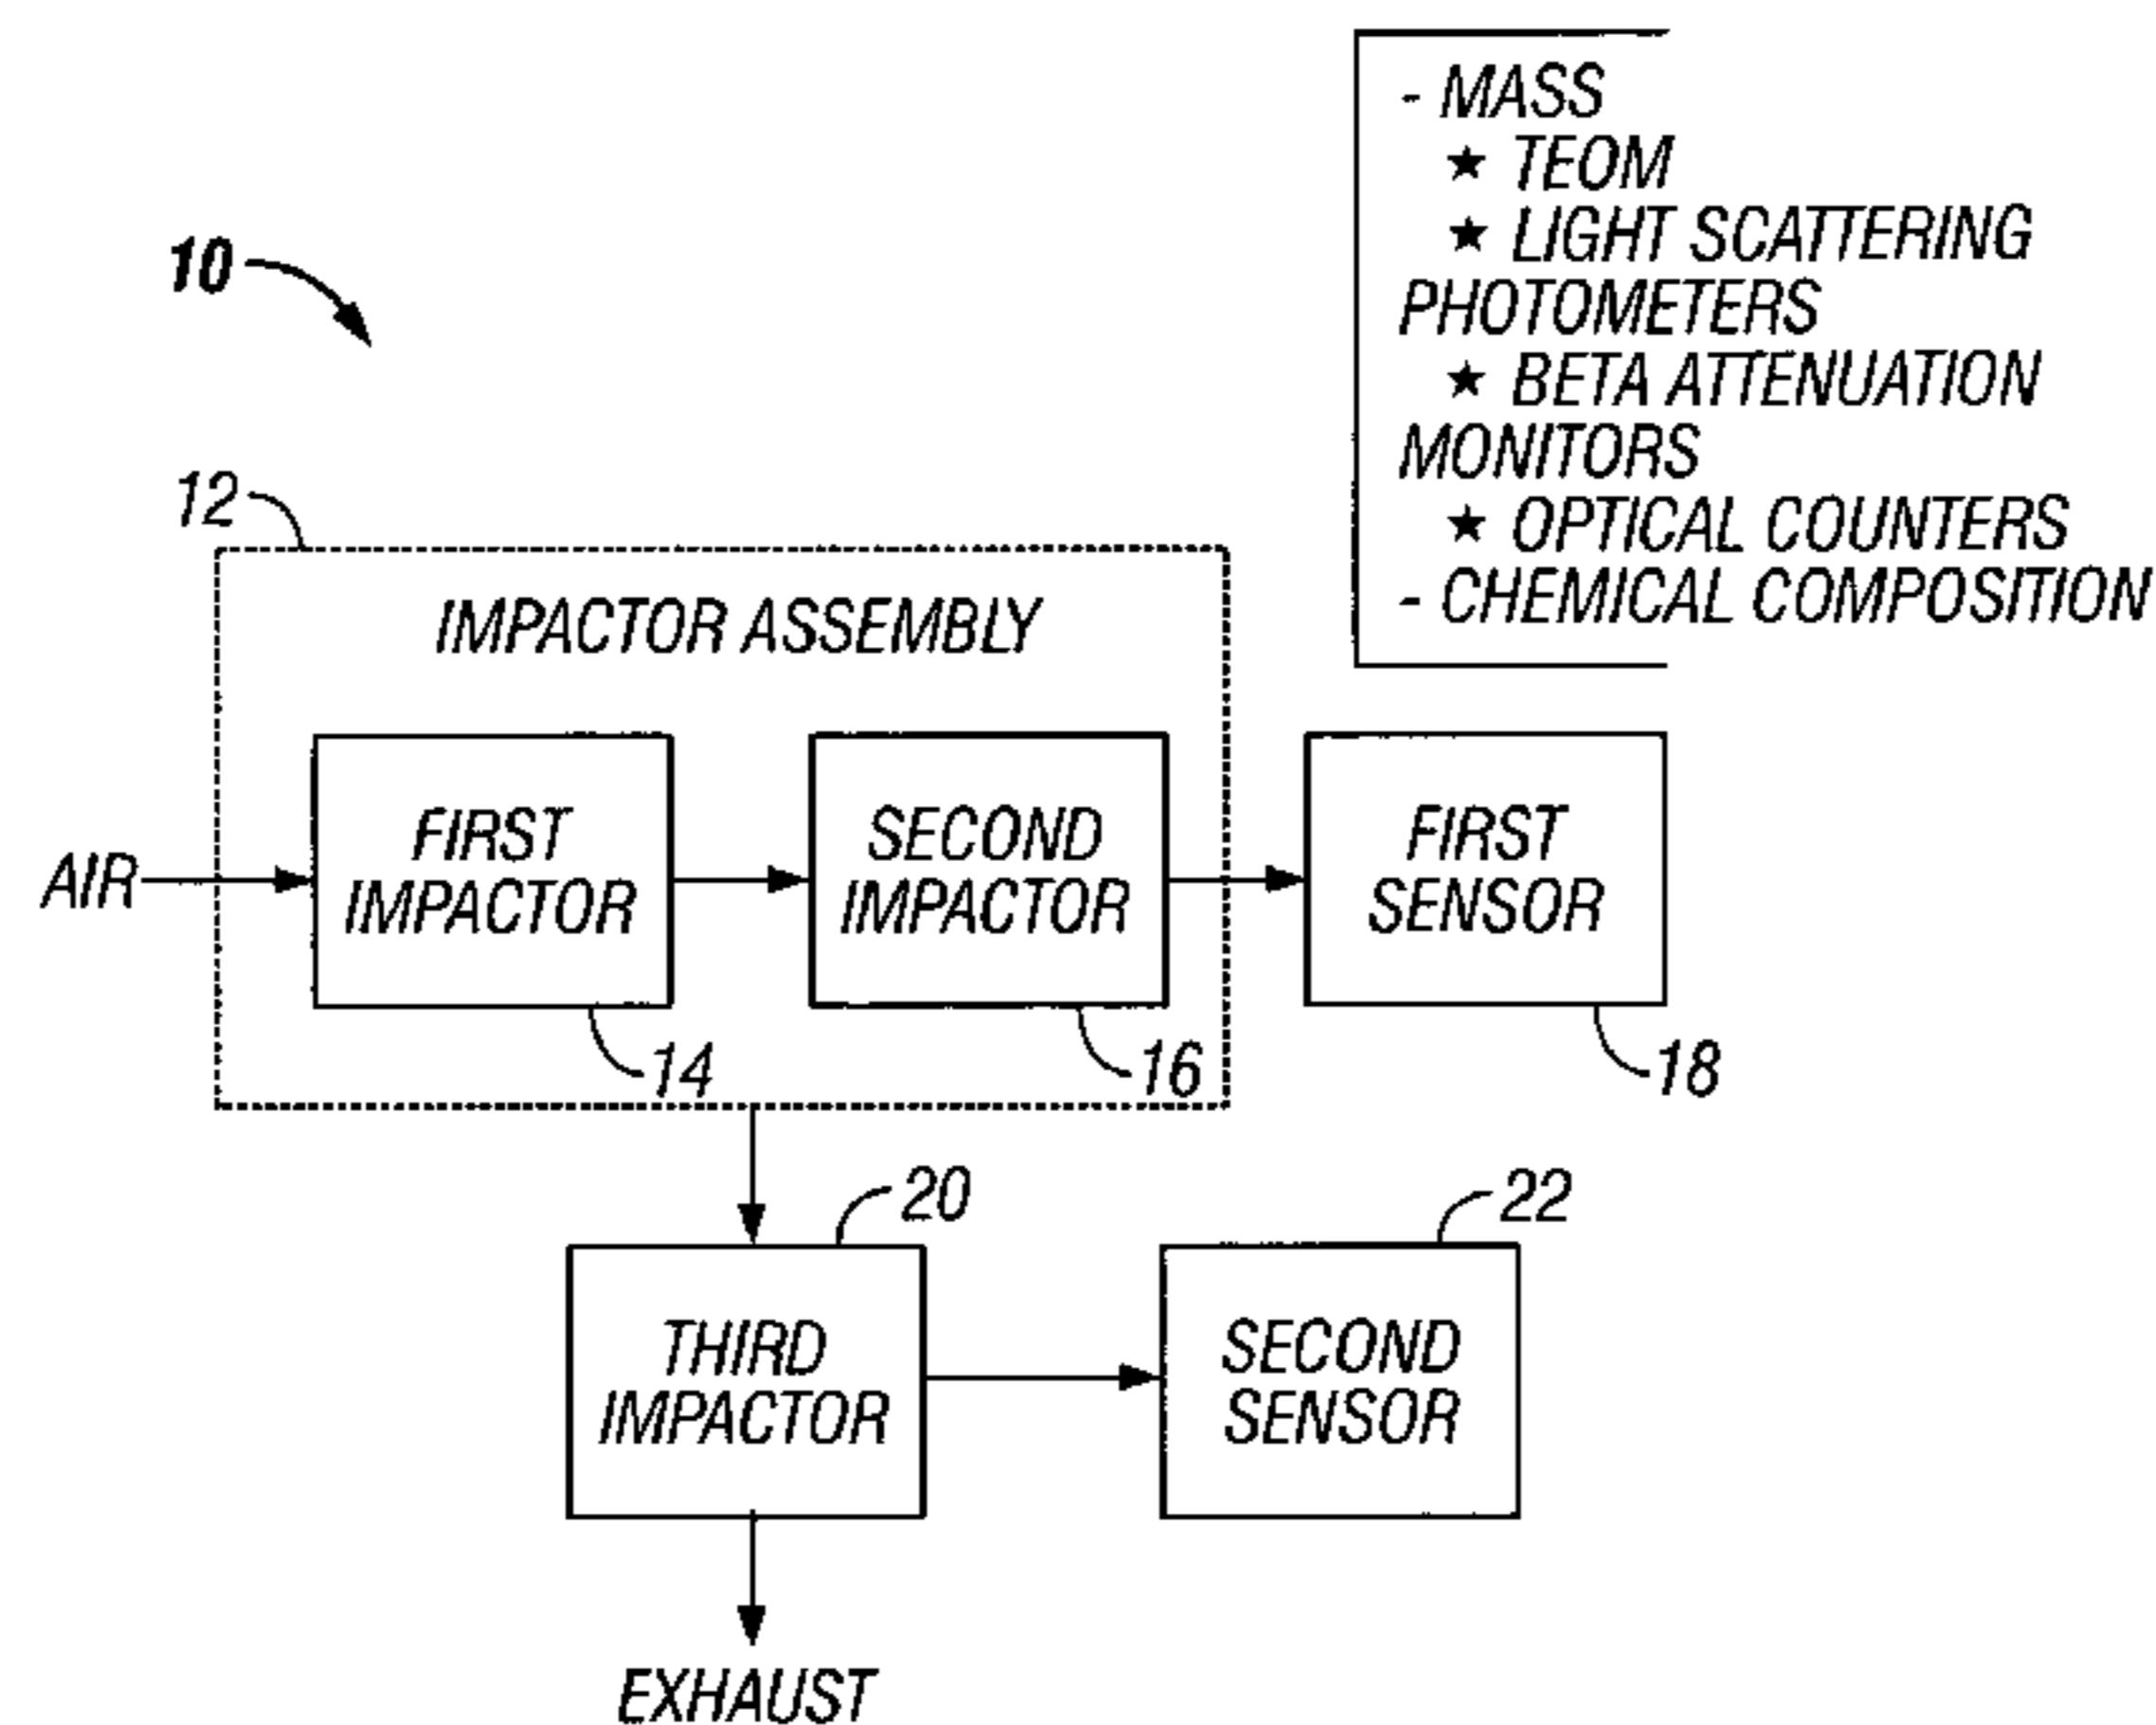 - MASS
★ TEOM
★ LIGHT SCATTERING
PHOTOMETERS
★ BETA ATTENUATION
MONITORS
★ OPTICAL COUNTERS
- CHEMICAL COMPOSITION
10
12
IMPACTOR ASSEMBLY
AIR
FIRST
IMPACTOR
14
SECOND
IMPACTOR
16
FIRST
SENSOR
18
20
THIRD
IMPACTOR
22
SECOND
SENSOR
EXHAUST